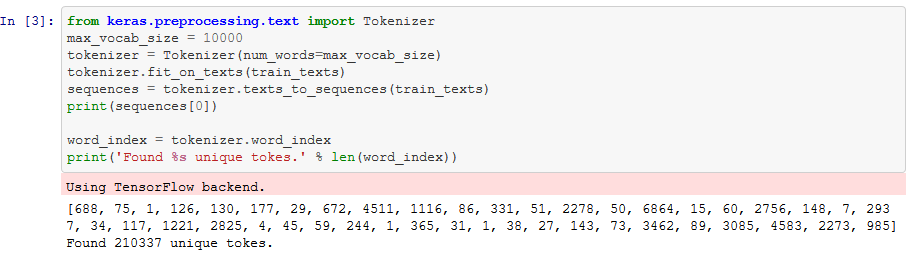 In [3]: from keras.preprocessing.text import Tokenizer
max_vocab_size = 10000
tokenizer = Tokenizer(num_words=max_vocab_size)
tokenizer.fit_on_texts(train_texts)
sequences = tokenizer.texts_to_sequences(train_texts)
print(sequences[0])
word_index = tokenizer.word_index
print('Found %s unique tokes.' % len(word_index))
Using TensorFlow backend.
[688, 75, 1, 126, 130, 177, 29, 672, 4511, 1116, 86, 331, 51, 2278, 50, 6864, 15, 60, 2756, 148, 7, 293
7, 34, 117, 1221, 2825, 4, 45, 59, 244, 1, 365, 31, 1, 38, 27, 143, 73, 3462, 89, 3085, 4583, 2273, 985]
Found 210337 unique tokes.